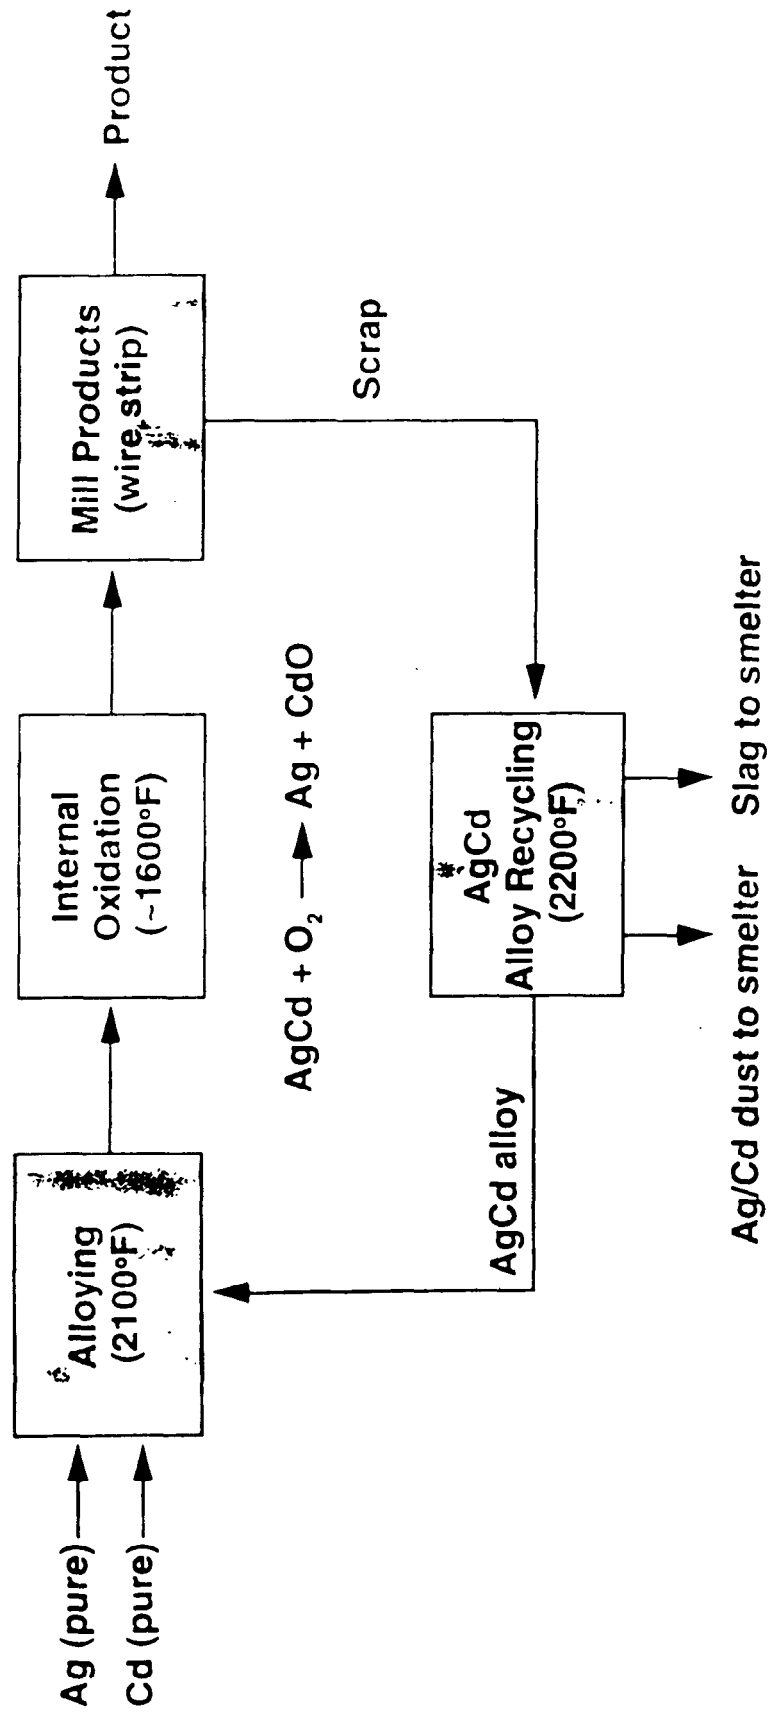 Ag (pure)
Cd (pure)
Alloying
(2100°F)
Internal
Oxidation
(~1600°F)
Mill Products
(wire, strip)
Product
AgCd + O₂ → Ag + CdO
Scrap
AgCd alloy
AgCd
Alloy Recycling
(2200°F)
Ag/Cd dust to smelter
Slag to smelter